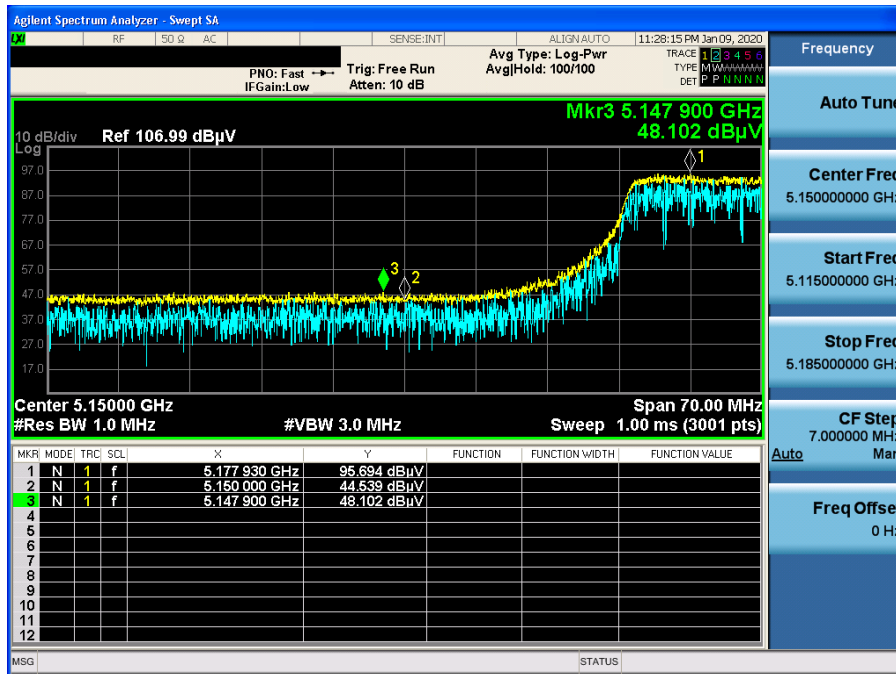 Agilent Spectrum Analyzer - Swept SA
LXI RF 50 Ω AC SENSE:INT ALIGN AUTO 11:28:15 PM Jan 09, 2020
PNO: Fast
IFGain:Low
Trig: Free Run
Atten: 10 dB
Avg Type: Log-Pwr
Avg|Hold: 100/100
TRACE 1 2 3 4 5 6
TYPE MWWWWW
DET P P N N N N
Mkr3 5.147 900 GHz
48.102 dBµV
10 dB/div Ref 106.99 dBµV
Log
97.0
87.0
77.0
67.0
57.0
47.0
37.0
27.0
17.0
1
3
2
Center 5.15000 GHz Span 70.00 MHz
#Res BW 1.0 MHz #VBW 3.0 MHz Sweep 1.00 ms (3001 pts)
MKR MODE TRC SCL X Y FUNCTION FUNCTION WIDTH FUNCTION VALUE
1 N 1 f 5.177 930 GHz 95.694 dBµV
2 N 1 f 5.150 000 GHz 44.539 dBµV
3 N 1 f 5.147 900 GHz 48.102 dBµV
4
5
6
7
8
9
10
11
12
MSG STATUS
Frequency
Auto Tune
Center Freq
5.150000000 GHz
Start Freq
5.115000000 GHz
Stop Freq
5.185000000 GHz
CF Step
7.000000 MHz
Auto Man
Freq Offset
0 Hz